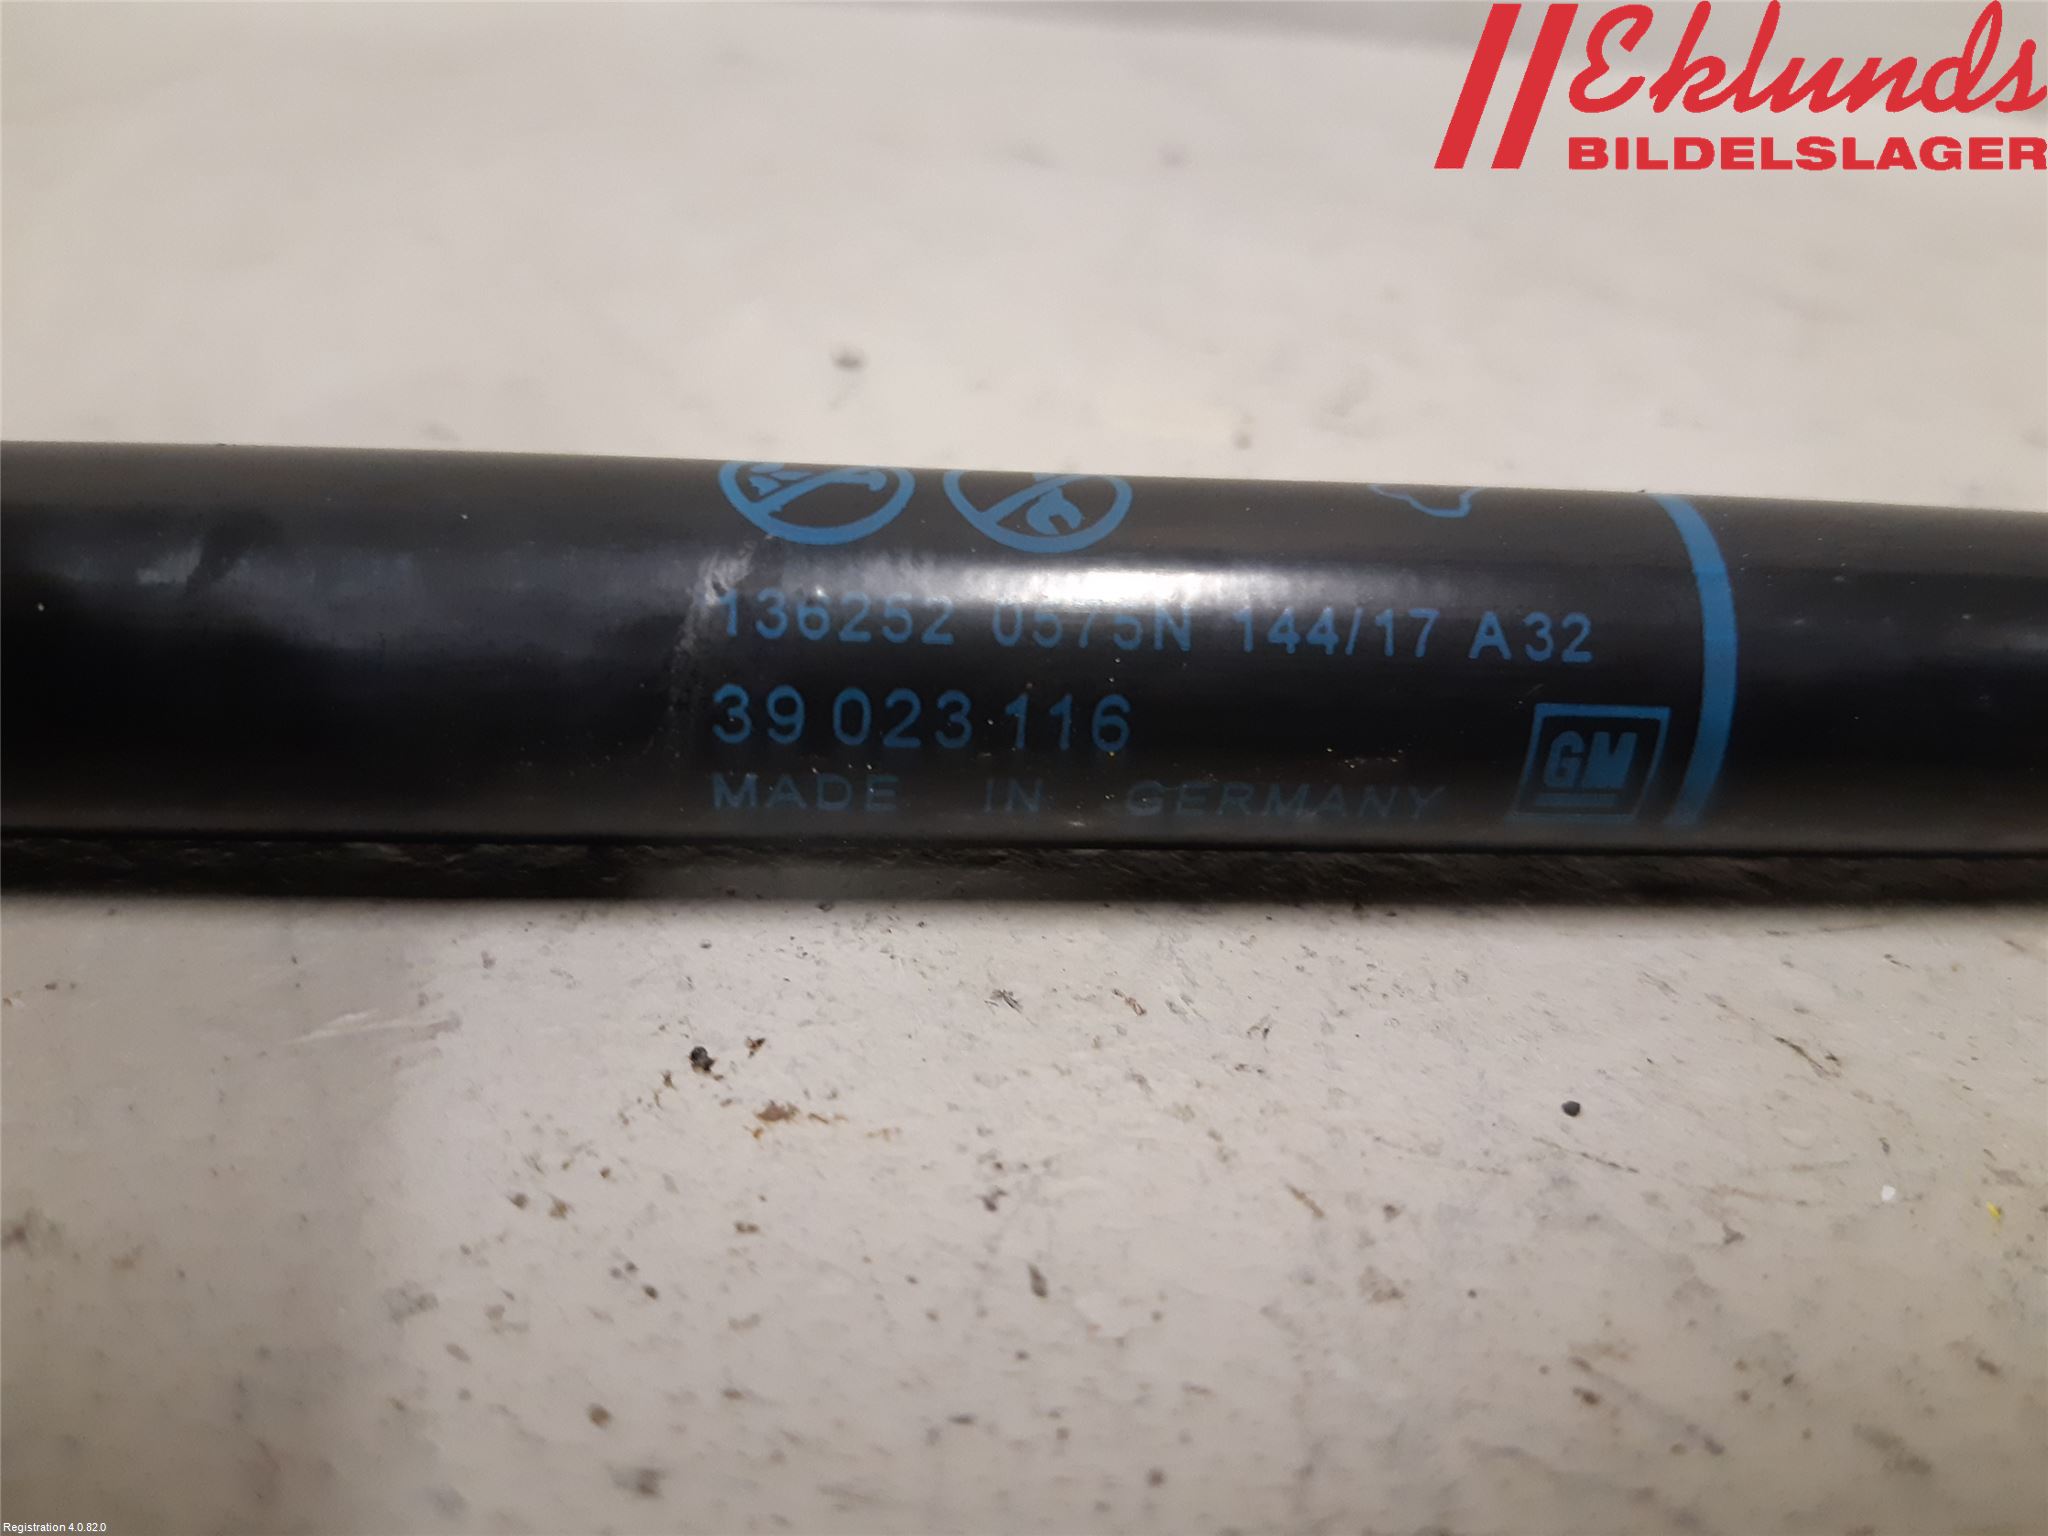 Eklunds
BILDELSLAGER
136252 0575N 144/17 A32
39 023 116
MADE IN GERMANY
GM
Registration 4.0.82.0